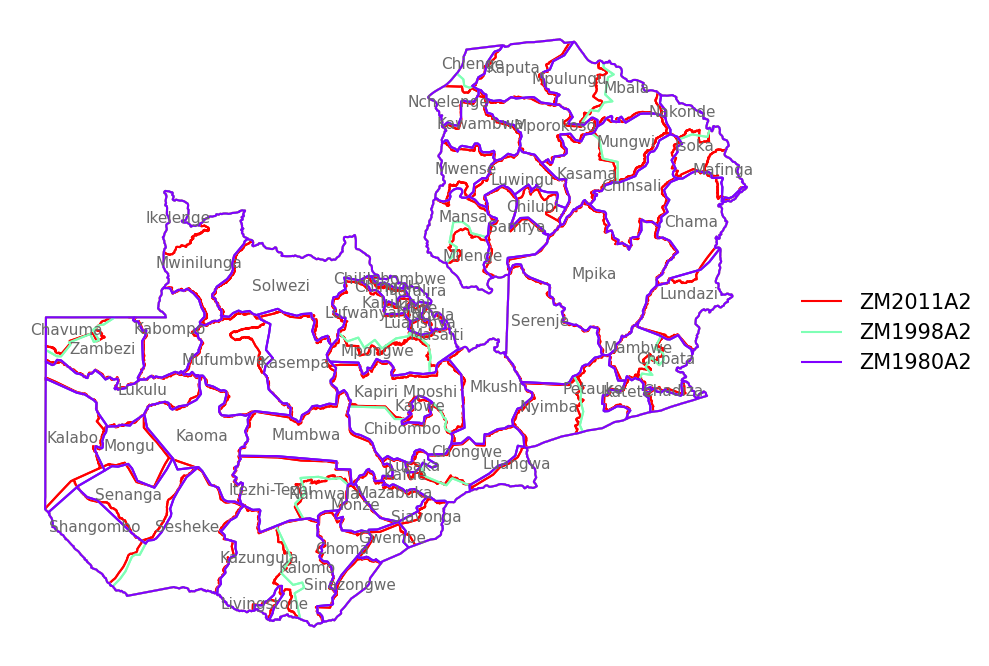 Chienge
Kaputa
Mpulungu
Mbala
Nchelenge
Nakonde
Kawambwa
Mporokoso
Mungwi
Isoka
Mwense
Luwingu
Kasama
Mafinga
Chinsali
Chilubi
Mansa
Samfya
Chama
Ikelenge
Milenge
Mwinilunga
Mpika
Solwezi
Chililabombwe
Lundazi
Mufulira
ZM2011A2
Lufwanyama
Serenje
Luanshya
Chavuma
Kabompo
ZM1998A2
Masaiti
Zambezi
Mpongwe
Mambwe
Mufumbwe
Kasempa
Chipata
ZM1980A2
Lukulu
Kapiri Mposhi
Mkushi
Petauke
Katete
Chadiza
Kabwe
Nyimba
Kalabo
Mongu
Kaoma
Mumbwa
Chibombo
Chongwe
Lusaka
Luangwa
Kafue
Senanga
Itezhi-Tezhi
Namwala
Mazabuka
Monze
Shangombo
Sesheke
Siavonga
Gwembe
Choma
Kazungula
Kalomo
Sinazongwe
Livingstone